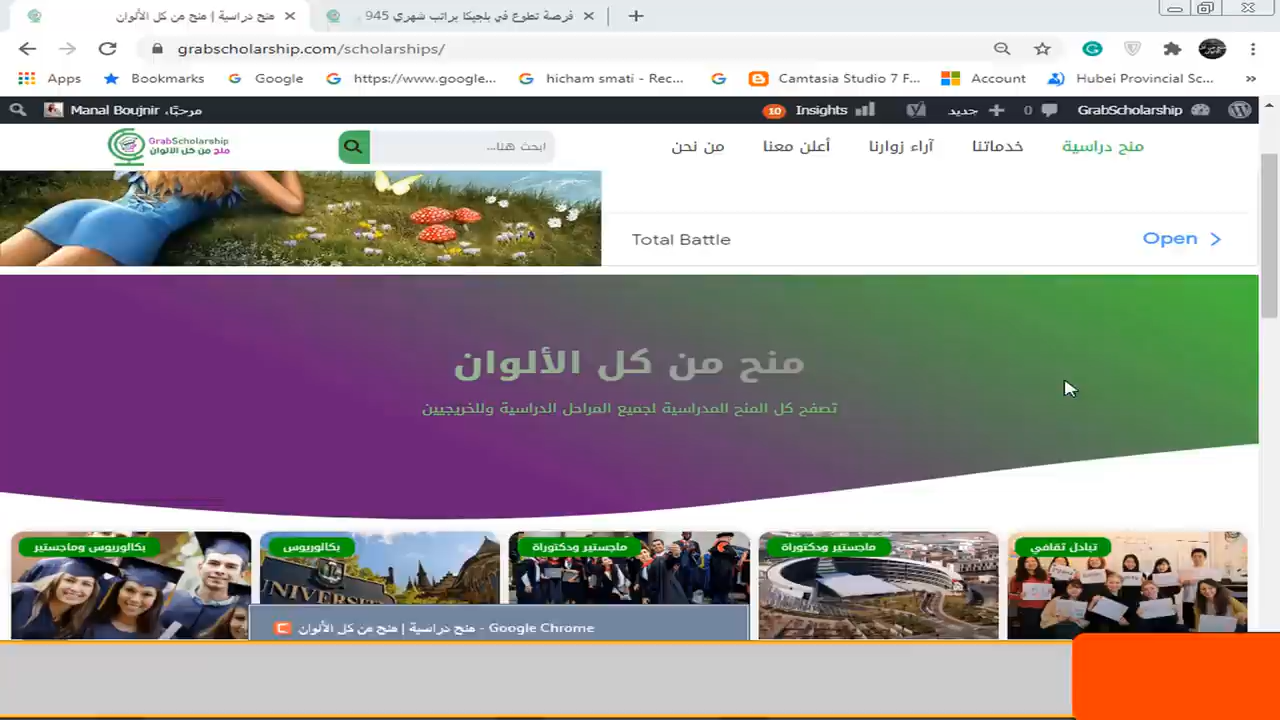 منح دراسية | منح من كل الألوان
فرصة تطوع في بلجيكا براتب شهري 945
grabscholarship.com/scholarships/
Apps
Bookmarks
Google
https://www.google...
hicham smati - Rec...
Camtasia Studio 7 F...
Account
Hubei Provincial Sc...
»
مرحبًا، Manal Boujnir
10 Insights
جديد
0
GrabScholarship
GrabScholarship
منح من كل الألوان
ابحث هنا...
منح دراسية
خدماتنا
آراء زوارنا
أعلن معنا
من نحن
Total Battle
Open
منح من كل الألوان
تصفح كل المنح المدراسية لجميع المراحل الدراسية وللخريجيين
بكالوريوس وماجستير
بكالوريوس
ماجستير ودكتوراة
ماجستير ودكتوراة
تبادل ثقافي
UNIVERSI
منح دراسية | منح من كل الألوان - Google Chrome